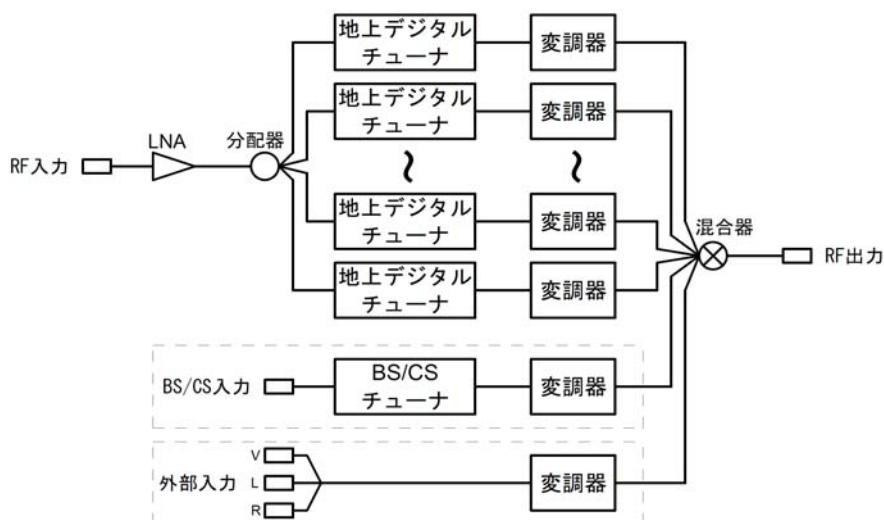 地上デジタル
チューナ
変調器
地上デジタル
チューナ
変調器
LNA
分配器
RF入力
地上デジタル
チューナ
変調器
混合器
RF出力
地上デジタル
チューナ
変調器
BS/CS入力
BS/CS
チューナ
変調器
外部入力
V
L
R
変調器